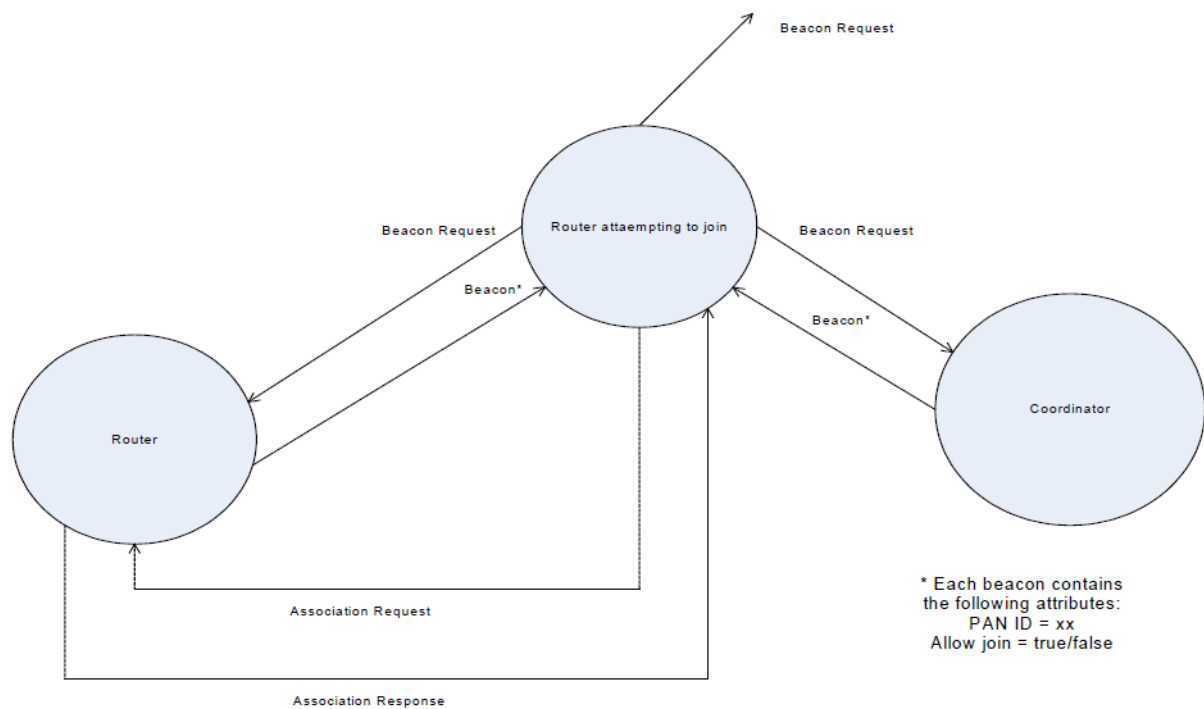 Beacon Request
Router attaempting to join
Beacon Request
Beacon Request
Beacon*
Beacon*
Coordinator
Router
Association Request
Association Response
* Each beacon contains
the following attributes:
PAN ID = xx
Allow join = true/false